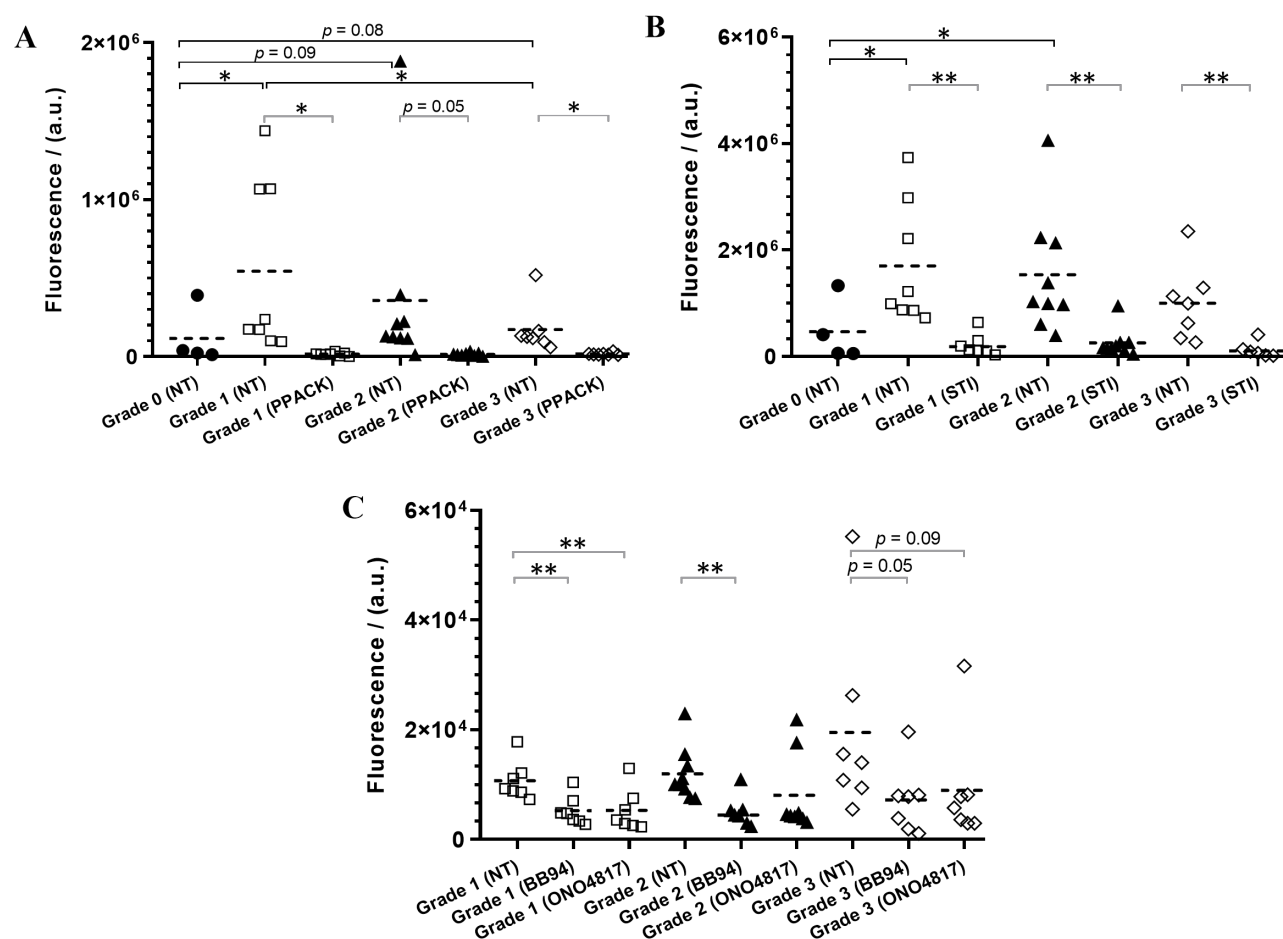 A
Fluorescence / (a.u.)
2×10⁶
1×10⁶
0
p = 0.08
p = 0.09
*
*
*
p = 0.05
*
Grade 0 (NT)
Grade 1 (NT)
Grade 1 (PPACK)
Grade 2 (NT)
Grade 2 (PPACK)
Grade 3 (NT)
Grade 3 (PPACK)
B
Fluorescence / (a.u.)
6×10⁶
4×10⁶
2×10⁶
0
*
*
**
**
**
Grade 0 (NT)
Grade 1 (NT)
Grade 1 (STI)
Grade 2 (NT)
Grade 2 (STI)
Grade 3 (NT)
Grade 3 (STI)
C
Fluorescence / (a.u.)
6×10⁴
4×10⁴
2×10⁴
0
**
**
**
p = 0.09
p = 0.05
Grade 1 (NT)
Grade 1 (BB94)
Grade 1 (ONO4817)
Grade 2 (NT)
Grade 2 (BB94)
Grade 2 (ONO4817)
Grade 3 (NT)
Grade 3 (BB94)
Grade 3 (ONO4817)